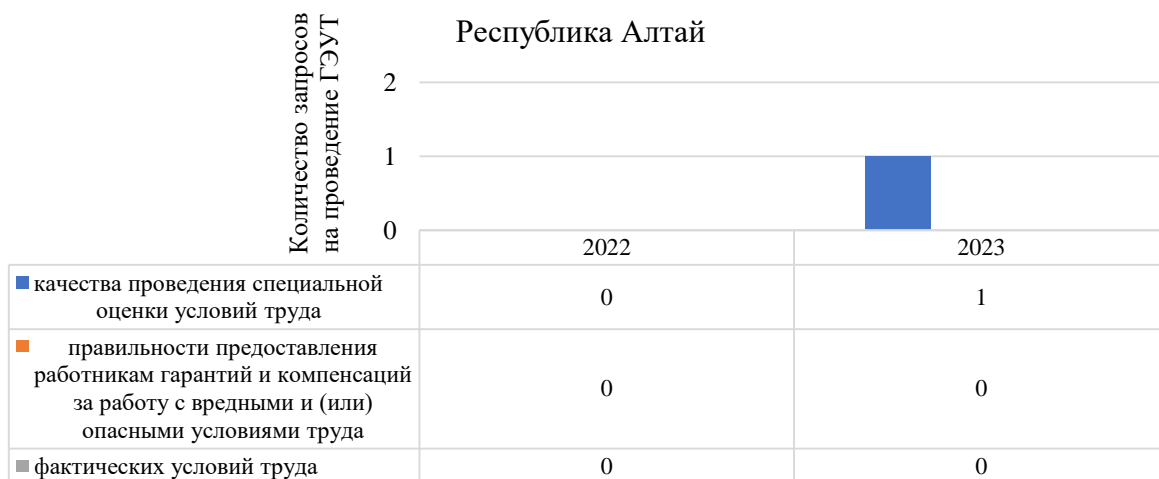 Республика Алтай
Количество запросов
на проведение ГЭУТ
2
1
0
2022 2023
качества проведения специальной
оценки условий труда
0 1
правильности предоставления
работникам гарантий и компенсаций
за работу с вредными и (или)
опасными условиями труда
0 0
фактических условий труда 0 0